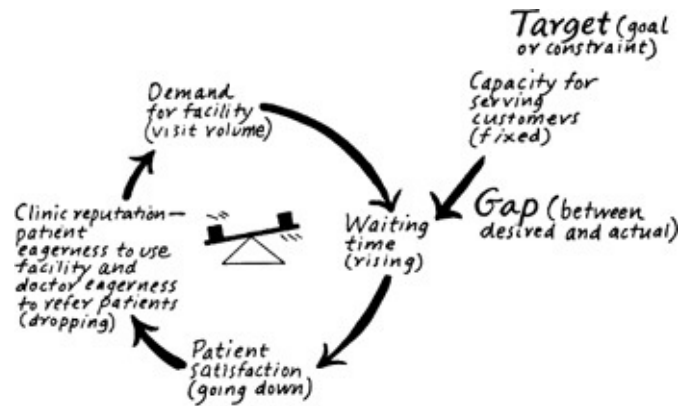 Target (goal
or constraint)
Capacity for
serving
customers
(fixed)
Demand
for facility
(visit volume)
Gap (between
desired and actual)
Waiting
time
(rising)
Clinic reputation—
patient
eagerness to use
facility and
doctor eagerness
to refer patients
(dropping)
Patient
satisfaction
(going down)